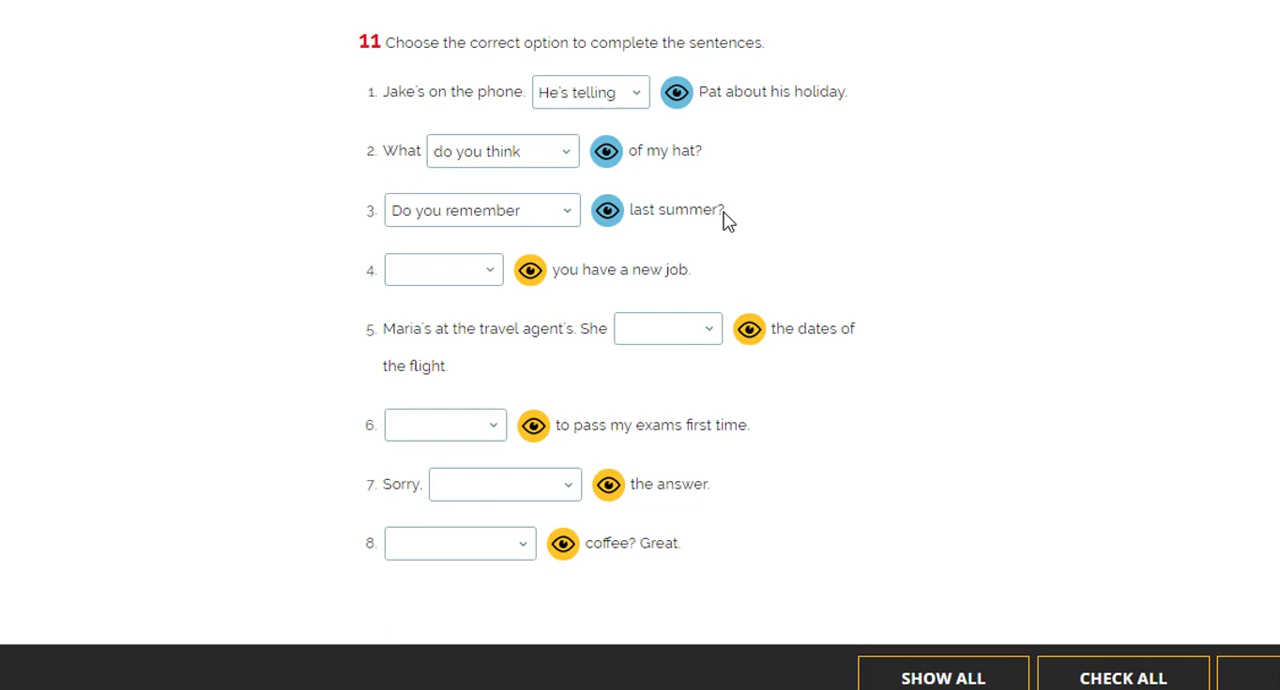 11 Choose the correct option to complete the sentences.
1. Jake's on the phone. He's telling Pat about his holiday.
2. What do you think of my hat?
3. Do you remember last summer?
4. you have a new job.
5. Maria's at the travel agent's. She the dates of
the flight.
6. to pass my exams first time.
7. Sorry, the answer.
8. coffee? Great.
SHOW ALL CHECK ALL